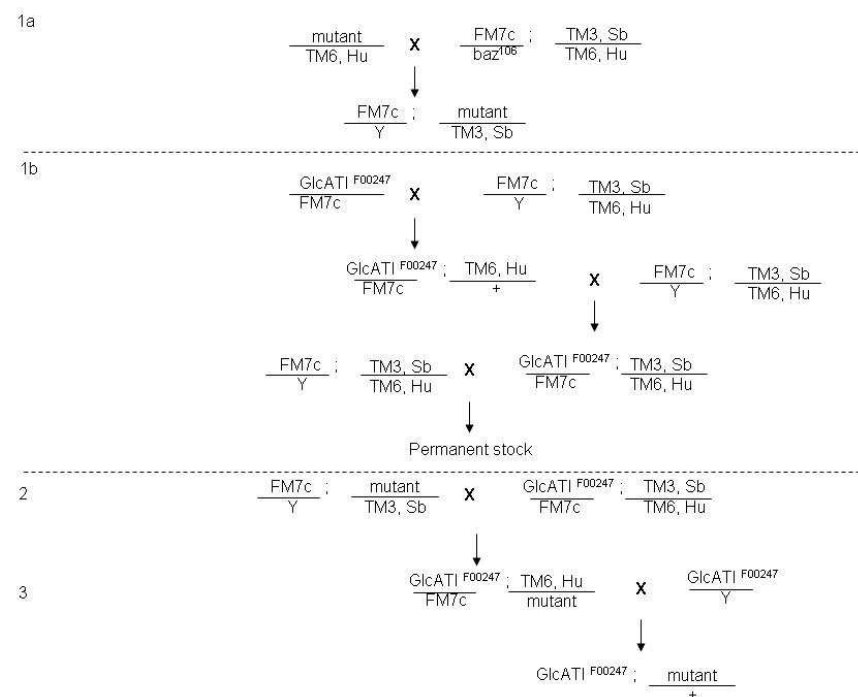 1a
mutant X FM7c ; TM3, Sb
TM6, Hu baz106 TM6, Hu
FM7c ; mutant
Y TM3, Sb
1b
GlcATI F00247 X FM7c ; TM3, Sb
FM7c Y TM6, Hu
GlcATI F00247 ; TM6, Hu X FM7c ; TM3, Sb
FM7c + Y TM6, Hu
FM7c ; TM3, Sb X GlcATI F00247 ; TM3, Sb
Y TM6, Hu FM7c TM6, Hu
Permanent stock
2 FM7c ; mutant X GlcATI F00247 ; TM3, Sb
Y TM3, Sb FM7c TM6, Hu
3 GlcATI F00247 ; TM6, Hu X GlcATI F00247
FM7c mutant Y
GlcATI F00247 ; mutant
+